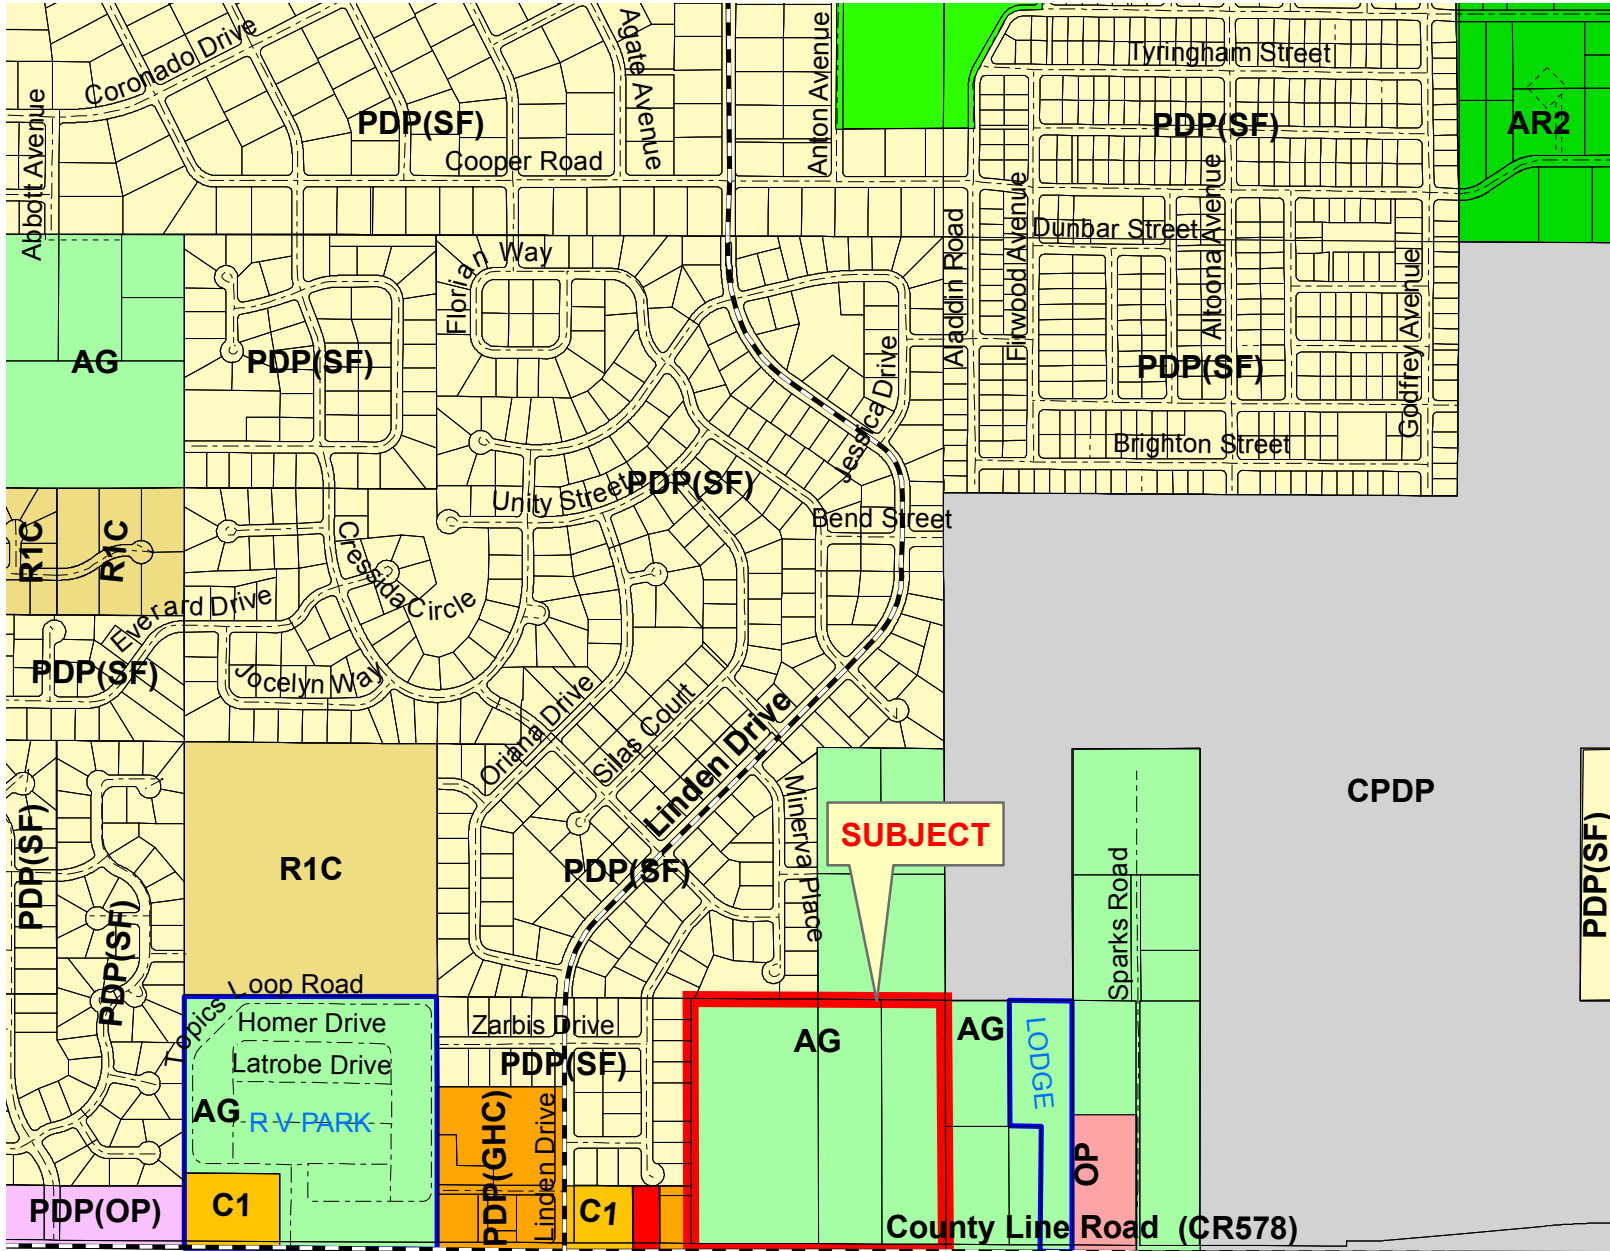 Coronado Drive
Agate Avenue
Anton Avenue
Tyringham Street
Abbott Avenue
PDP(SF)
PDP(SF)
AR2
Cooper Road
Aladdin Road
Firwood Avenue
Dunbar Street
Altoona Avenue
Godfrey Avenue
Florian Way
AG
PDP(SF)
PDP(SF)
Jessica Drive
Brighton Street
Unity Street
PDP(SF)
Bend Street
R1C
R1C
Cressida Circle
Everard Drive
PDP(SF)
Jocelyn Way
Oriana Drive
Silas Court
Linden Drive
Minerva Place
CPDP
SUBJECT
PDP(SF)
PDP(SF)
R1C
PDP(SF)
Sparks Road
PDP(SF)
Topics Loop Road
Homer Drive
Latrobe Drive
AG
R V PARK
Zarbis Drive
PDP(SF)
AG
AG
LODGE
PDP(GHC)
Linden Drive
OP
PDP(OP)
C1
C1
County Line Road (CR578)